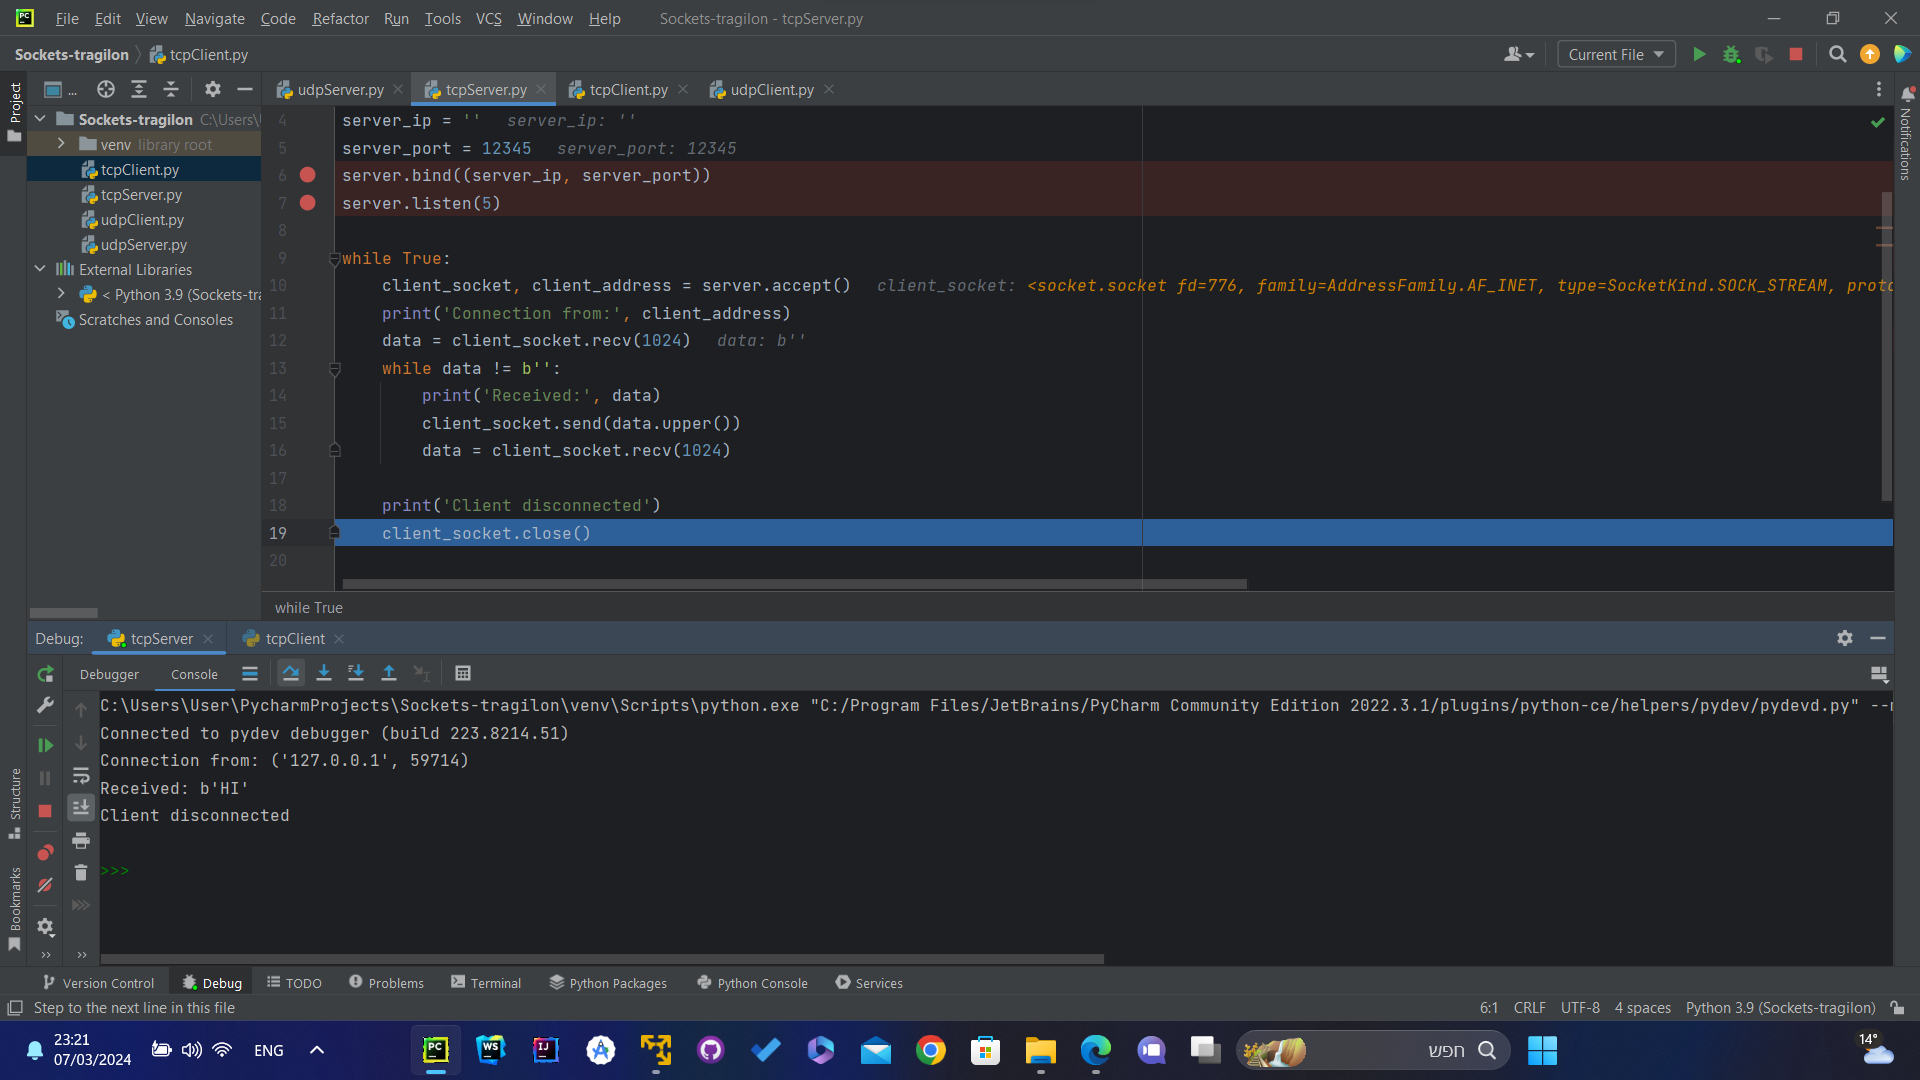 File Edit View Navigate Code Refactor Run Tools VCS Window Help Sockets-tragilon - tcpServer.py
Sockets-tragilon tcpClient.py Current File
Project
... udpServer.py tcpServer.py tcpClient.py udpClient.py
Sockets-tragilon C:\Users\
venv library root
tcpClient.py
tcpServer.py
udpClient.py
udpServer.py
External Libraries
< Python 3.9 (Sockets-tra
Scratches and Consoles
4 server_ip = '' server_ip: ''
5 server_port = 12345 server_port: 12345
6 server.bind((server_ip, server_port))
7 server.listen(5)
8
9 while True:
10 client_socket, client_address = server.accept() client_socket: <socket.socket fd=776, family=AddressFamily.AF_INET, type=SocketKind.SOCK_STREAM, proto
11 print('Connection from:', client_address)
12 data = client_socket.recv(1024) data: b''
13 while data != b'':
14 print('Received:', data)
15 client_socket.send(data.upper())
16 data = client_socket.recv(1024)
17
18 print('Client disconnected')
19 client_socket.close()
20
while True
Notifications
Debug: tcpServer tcpClient
Debugger Console
C:\Users\User\PycharmProjects\Sockets-tragilon\venv\Scripts\python.exe "C:/Program Files/JetBrains/PyCharm Community Edition 2022.3.1/plugins/python-ce/helpers/pydev/pydevd.py" --m
Connected to pydev debugger (build 223.8214.51)
Connection from: ('127.0.0.1', 59714)
Received: b'HI'
Client disconnected
>>>
Structure
Bookmarks
Version Control Debug TODO Problems Terminal Python Packages Python Console Services
Step to the next line in this file 6:1 CRLF UTF-8 4 spaces Python 3.9 (Sockets-tragilon)
23:21
07/03/2024
ENG
PC WS IJ
חפש
14°